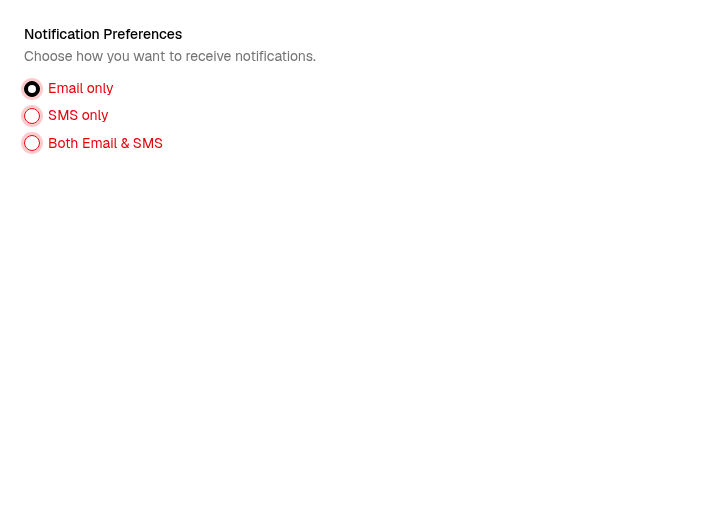 Notification Preferences
Choose how you want to receive notifications.
Email only
SMS only
Both Email & SMS